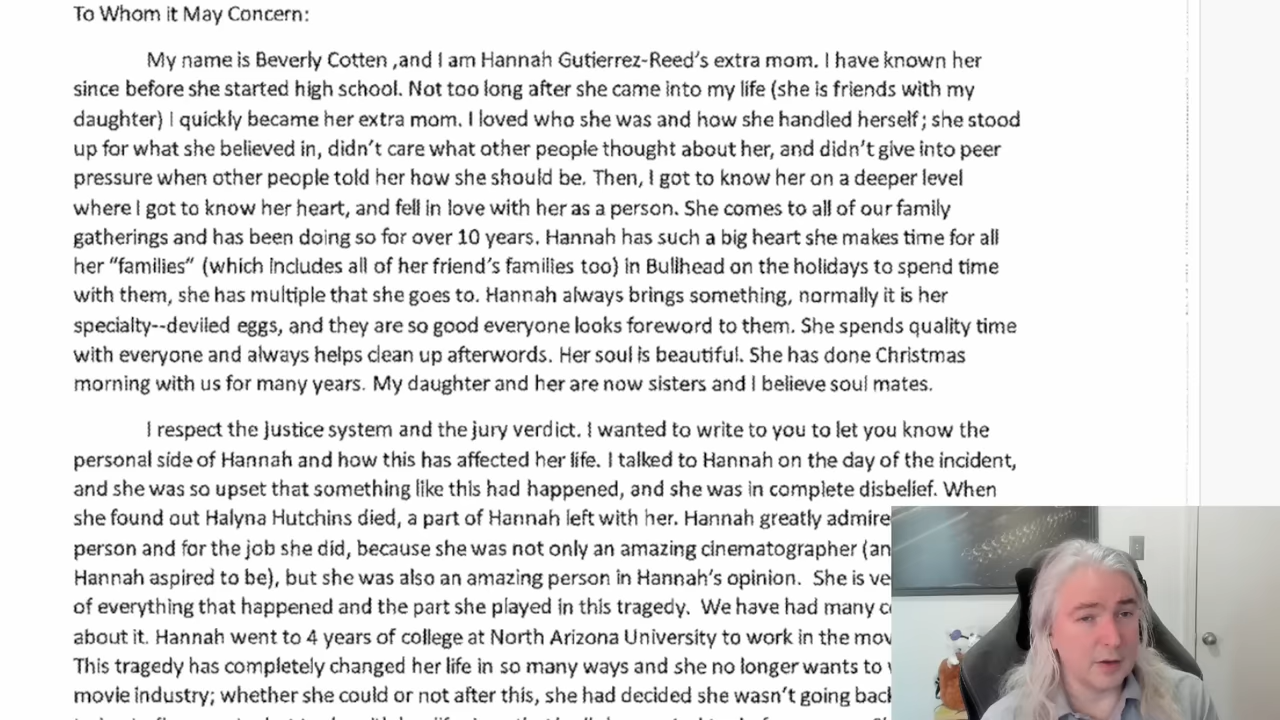 To Whom it May Concern:
My name is Beverly Cotten ,and I am Hannah Gutierrez-Reed's extra mom. I have known her
since before she started high school. Not too long after she came into my life (she is friends with my
daughter) I quickly became her extra mom. I loved who she was and how she handled herself; she stood
up for what she believed in, didn't care what other people thought about her, and didn't give into peer
pressure when other people told her how she should be. Then, I got to know her on a deeper level
where I got to know her heart, and fell in love with her as a person. She comes to all of our family
gatherings and has been doing so for over 10 years. Hannah has such a big heart she makes time for all
her "families" (which includes all of her friend's families too) in Bullhead on the holidays to spend time
with them, she has multiple that she goes to. Hannah always brings something, normally it is her
specialty--deviled eggs, and they are so good everyone looks foreword to them. She spends quality time
with everyone and always helps clean up afterwords. Her soul is beautiful. She has done Christmas
morning with us for many years. My daughter and her are now sisters and I believe soul mates.
I respect the justice system and the jury verdict. I wanted to write to you to let you know the
personal side of Hannah and how this has affected her life. I talked to Hannah on the day of the incident,
and she was so upset that something like this had happened, and she was in complete disbelief. When
she found out Halyna Hutchins died, a part of Hannah left with her. Hannah greatly admire
person and for the job she did, because she was not only an amazing cinematographer (an
Hannah aspired to be), but she was also an amazing person in Hannah's opinion. She is ve
of everything that happened and the part she played in this tragedy. We have had many c
about it. Hannah went to 4 years of college at North Arizona University to work in the mov
This tragedy has completely changed her life in so many ways and she no longer wants to
movie industry; whether she could or not after this, she had decided she wasn't going back